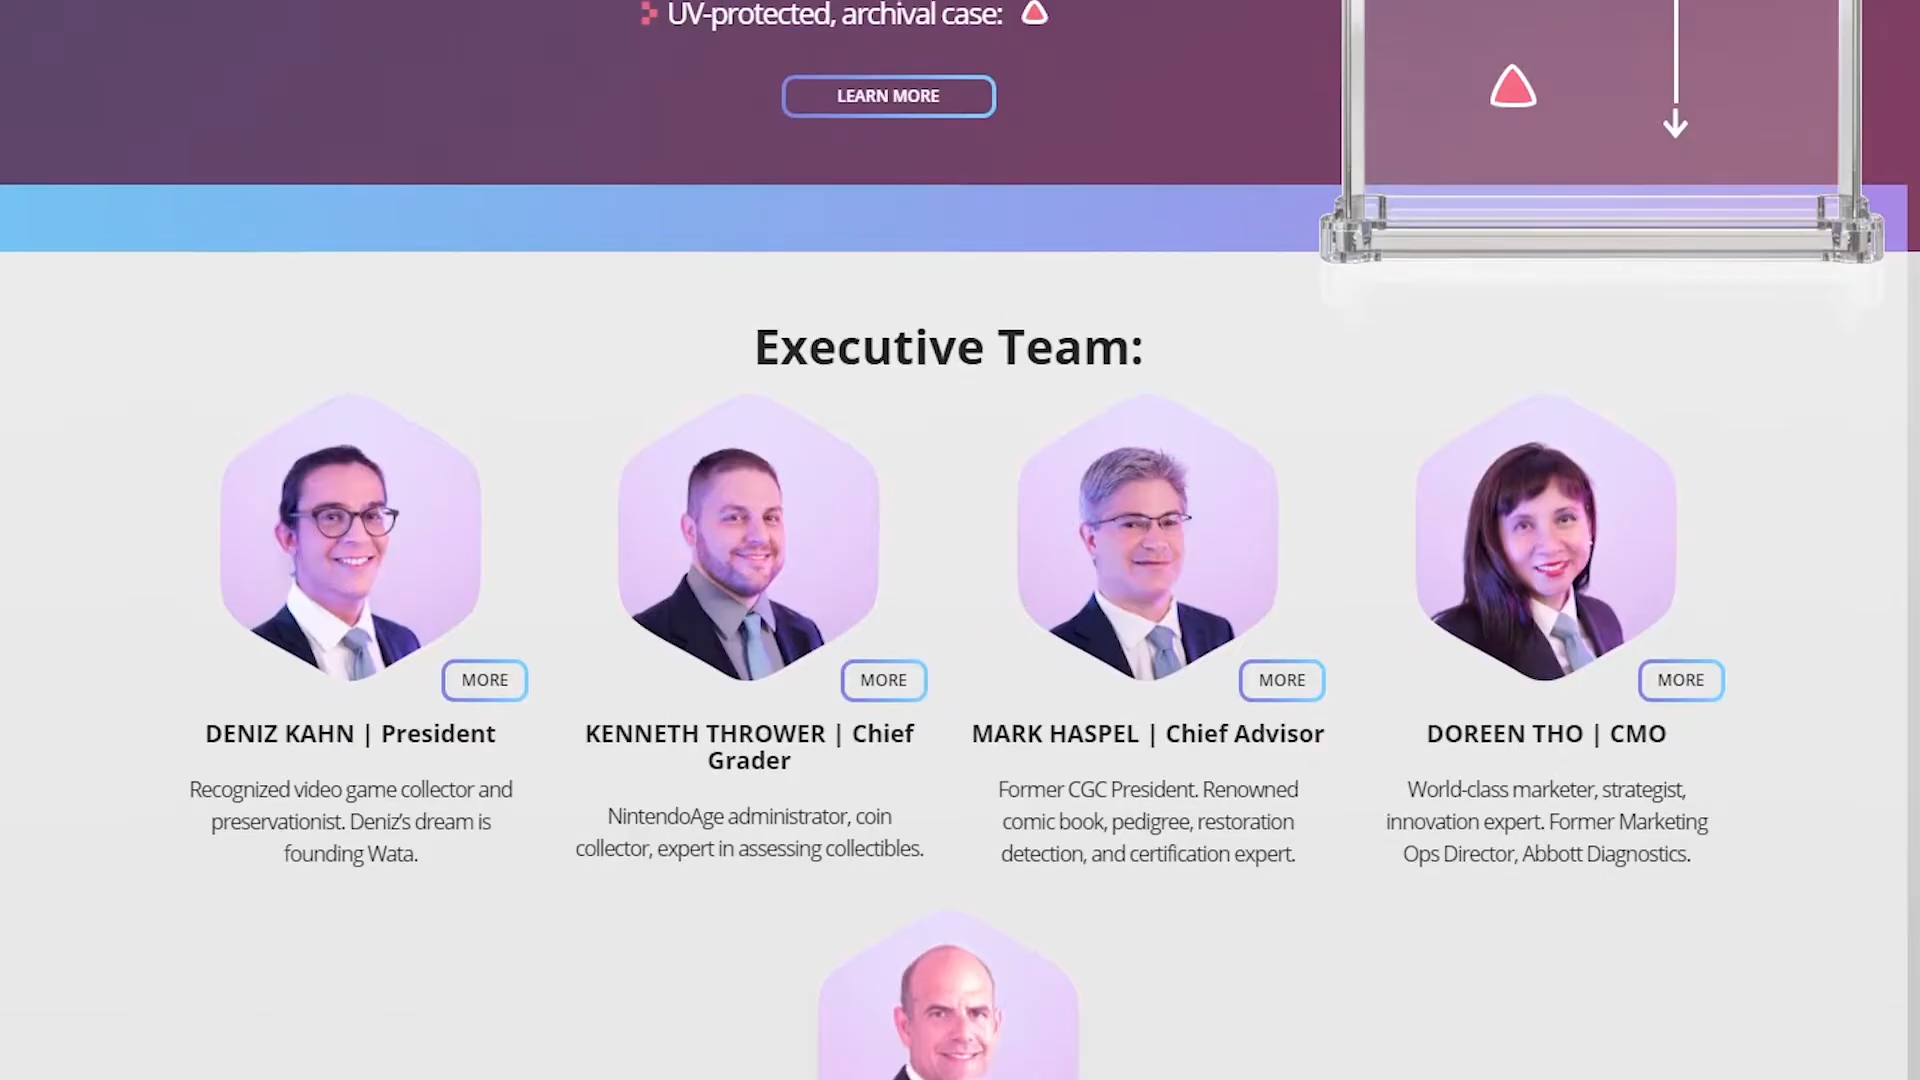 UV-protected, archival case:
LEARN MORE
Executive Team:
MORE
MORE
MORE
MORE
DENIZ KAHN | President
Recognized video game collector and
preservationist. Deniz's dream is
founding Wata.
KENNETH THROWER | Chief
Grader
NintendoAge administrator, coin
collector, expert in assessing collectibles.
MARK HASPEL | Chief Advisor
Former CGC President. Renowned
comic book, pedigree, restoration
detection, and certification expert.
DOREEN THO | CMO
World-class marketer, strategist,
innovation expert. Former Marketing
Ops Director, Abbott Diagnostics.